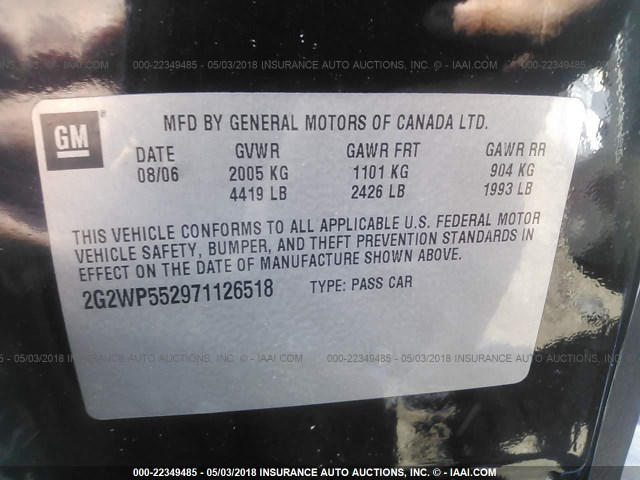 000-22349485 - 05/03/2018 INSURANCE AUTO AUCTIONS, INC. © - IAAI.COM
GM®
MFD BY GENERAL MOTORS OF CANADA LTD.
DATE GVWR GAWR FRT GAWR RR
08/06 2005 KG 1101 KG 904 KG
4419 LB 2426 LB 1993 LB
THIS VEHICLE CONFORMS TO ALL APPLICABLE U.S. FEDERAL MOTOR
VEHICLE SAFETY, BUMPER, AND THEFT PREVENTION STANDARDS IN
EFFECT ON THE DATE OF MANUFACTURE SHOWN ABOVE.
2G2WP552971126518 TYPE: PASS CAR
05/03/2018 INSURANCE AUTO AUCTIONS, INC. © - IAAI.COM
000-22349485 - 05/03/2018 INSURANCE
000-22349485 - 05/03/2018 INSURANCE AUTO AUCTIONS, INC. © - IAAI.COM